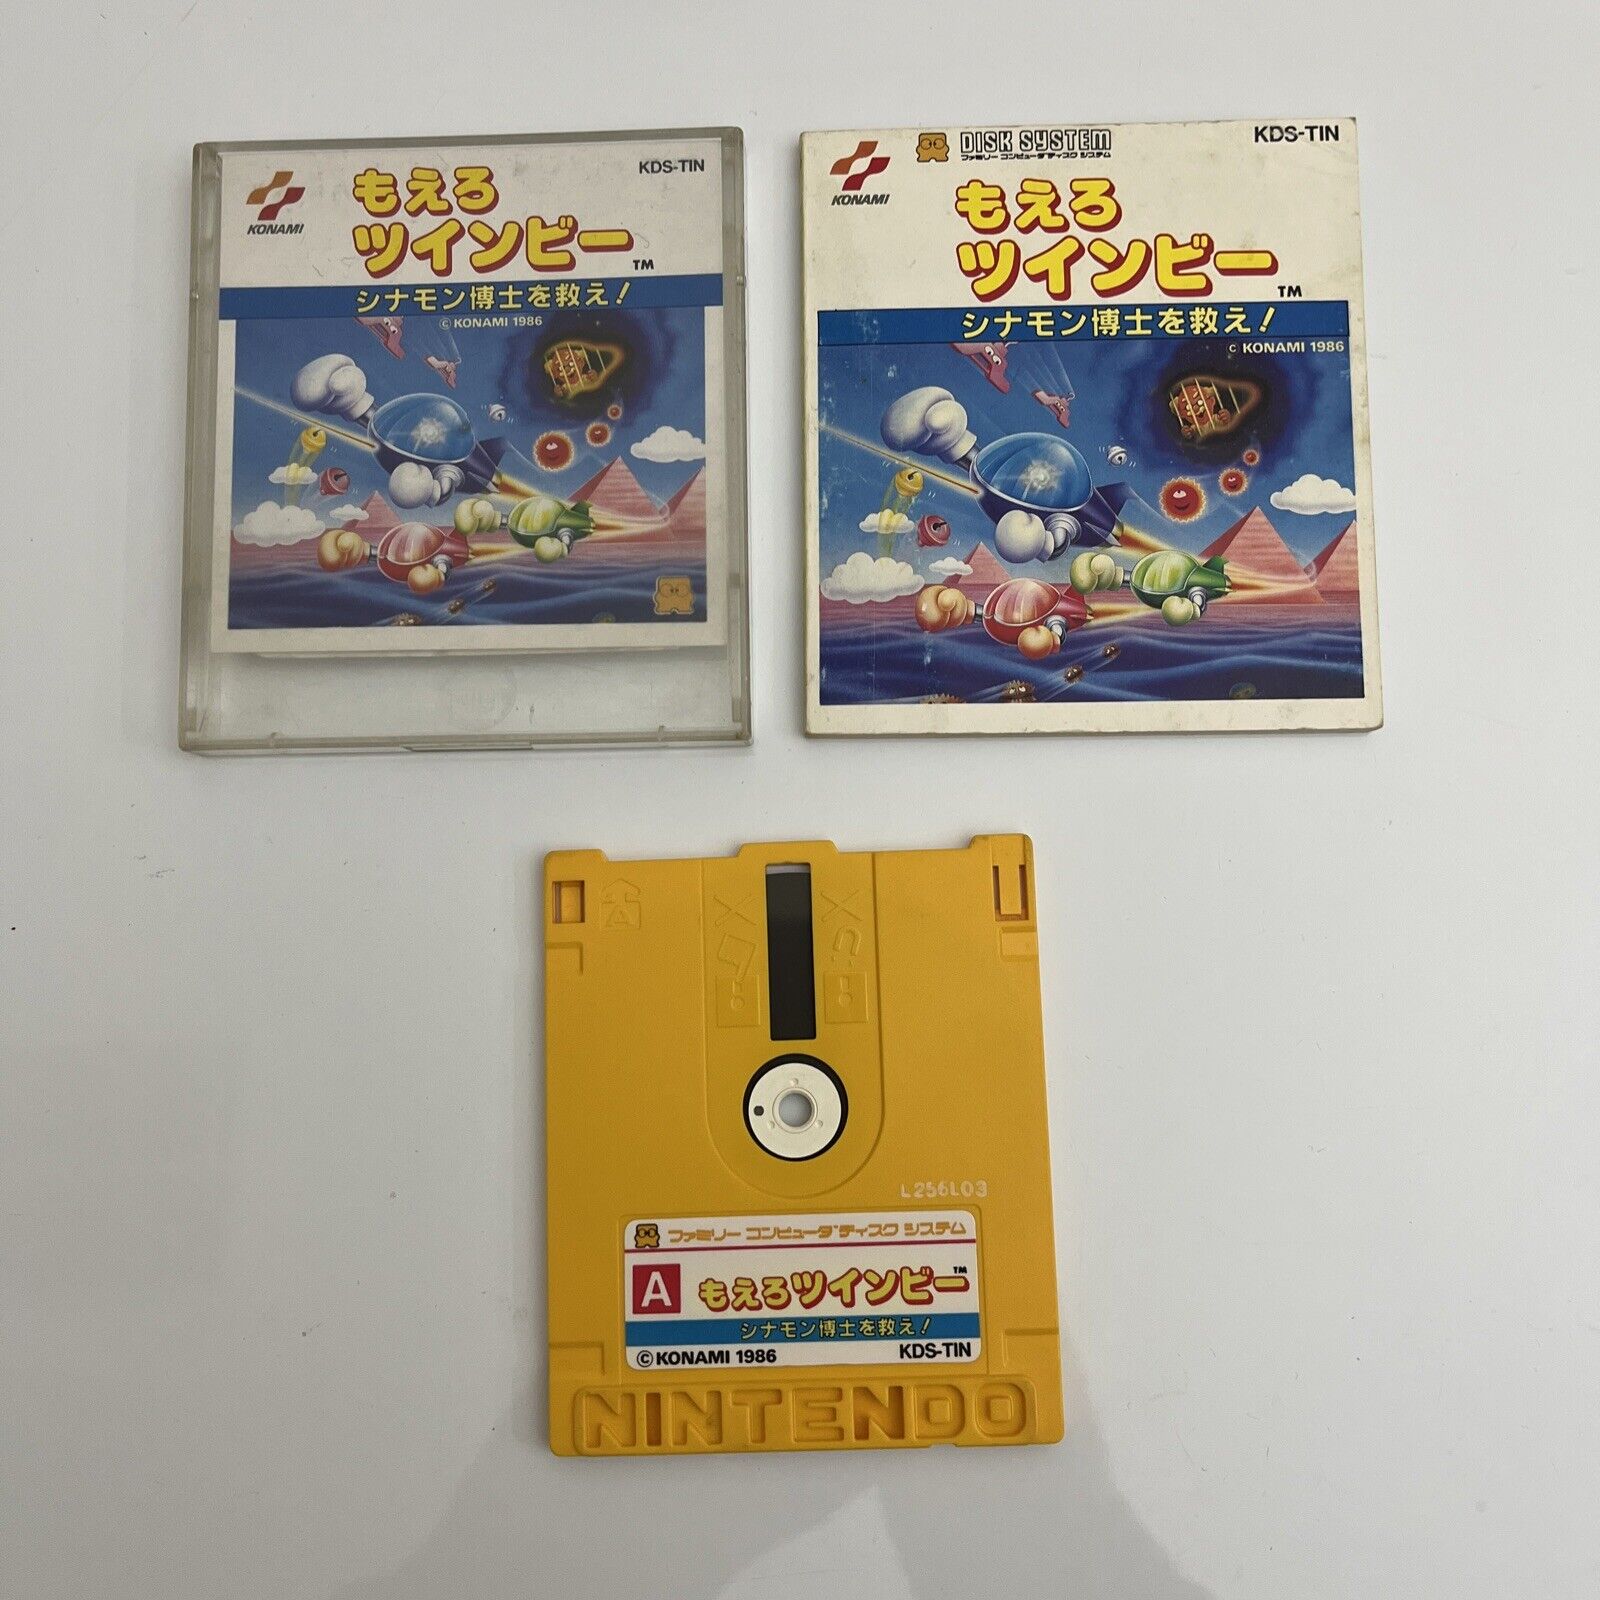 KONAMI
KDS-TIN
もえろ
ツインビー
TM
シナモン博士を救え!
© KONAMI 1986
KONAMI
DISK SYSTEM
ファミリー コンピュータ ディスク システム
KDS-TIN
もえろ
ツインビー
TM
シナモン博士を救え!
C KONAMI 1986
L256L03
ファミリー コンピュータ ディスク システム
A
もえろツインビー TM
シナモン博士を救え!
©KONAMI 1986
KDS-TIN
NINTENDO